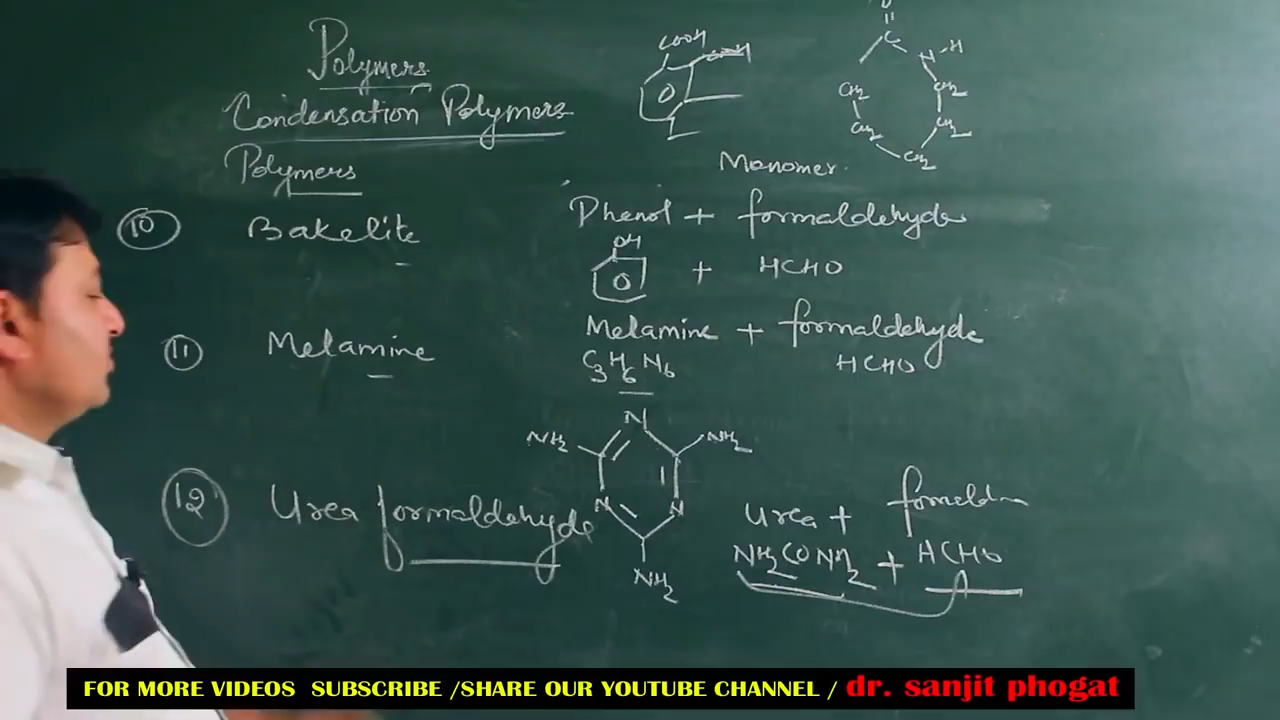 Polymers
Condensation Polymers
COOH
COOH
O
C
N-H
CH2
CH2
CH2
CH2
CH2
Polymers
Monomer
10 Bakelite Phenol + formaldehyde
OH
+ HCHO
11 Melamine Melamine + formaldehyde
C3H6N6 HCHO
N
NH2 NH2
N N
NH2
12 Urea formaldehyde Urea +
NH2CONH2 + HCHO
FOR MORE VIDEOS SUBSCRIBE /SHARE OUR YOUTUBE CHANNEL / dr. sanjit phogat